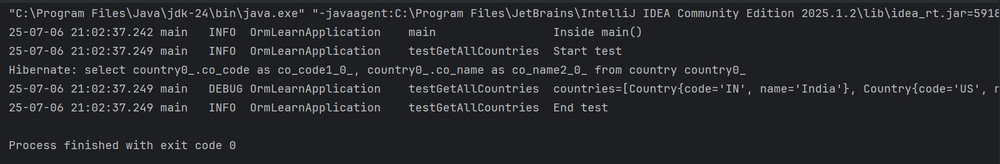 "C:\Program Files\Java\jdk-24\bin\java.exe" "-javaagent:C:\Program Files\JetBrains\IntelliJ IDEA Community Edition 2025.1.2\lib\idea_rt.jar=5918
25-07-06 21:02:37.242 main   INFO  OrmLearnApplication    main                 Inside main()
25-07-06 21:02:37.249 main   INFO  OrmLearnApplication    testGetAllCountries  Start test
Hibernate: select country0_.co_code as co_code1_0_, country0_.co_name as co_name2_0_ from country country0_
25-07-06 21:02:37.249 main   DEBUG OrmLearnApplication    testGetAllCountries  countries=[Country{code='IN', name='India'}, Country{code='US',
25-07-06 21:02:37.249 main   INFO  OrmLearnApplication    testGetAllCountries  End test
Process finished with exit code 0